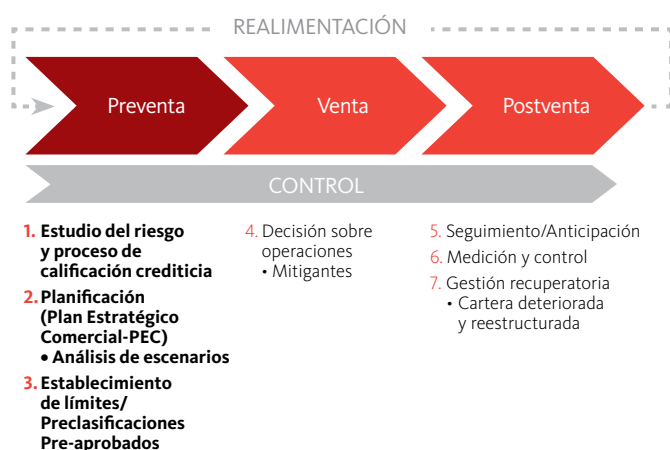 REALIMENTACIÓN
Preventa
Venta
Postventa
CONTROL
1. Estudio del riesgo
y proceso de
calificación crediticia
2. Planificación
(Plan Estratégico
Comercial-PEC)
• Análisis de escenarios
3. Establecimiento
de límites/
Preclasificaciones
Pre-aprobados
4. Decisión sobre
operaciones
• Mitigantes
5. Seguimiento/Anticipación
6. Medición y control
7. Gestión recuperatoria
• Cartera deteriorada
y reestructurada